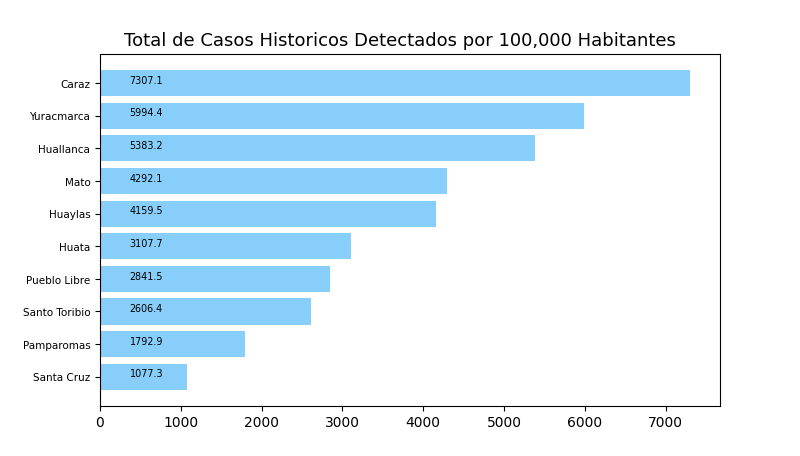 Total de Casos Historicos Detectados por 100,000 Habitantes
Caraz 7307.1
Yuracmarca 5994.4
Huallanca 5383.2
Mato 4292.1
Huaylas 4159.5
Huata 3107.7
Pueblo Libre 2841.5
Santo Toribio 2606.4
Pamparomas 1792.9
Santa Cruz 1077.3
0 1000 2000 3000 4000 5000 6000 7000